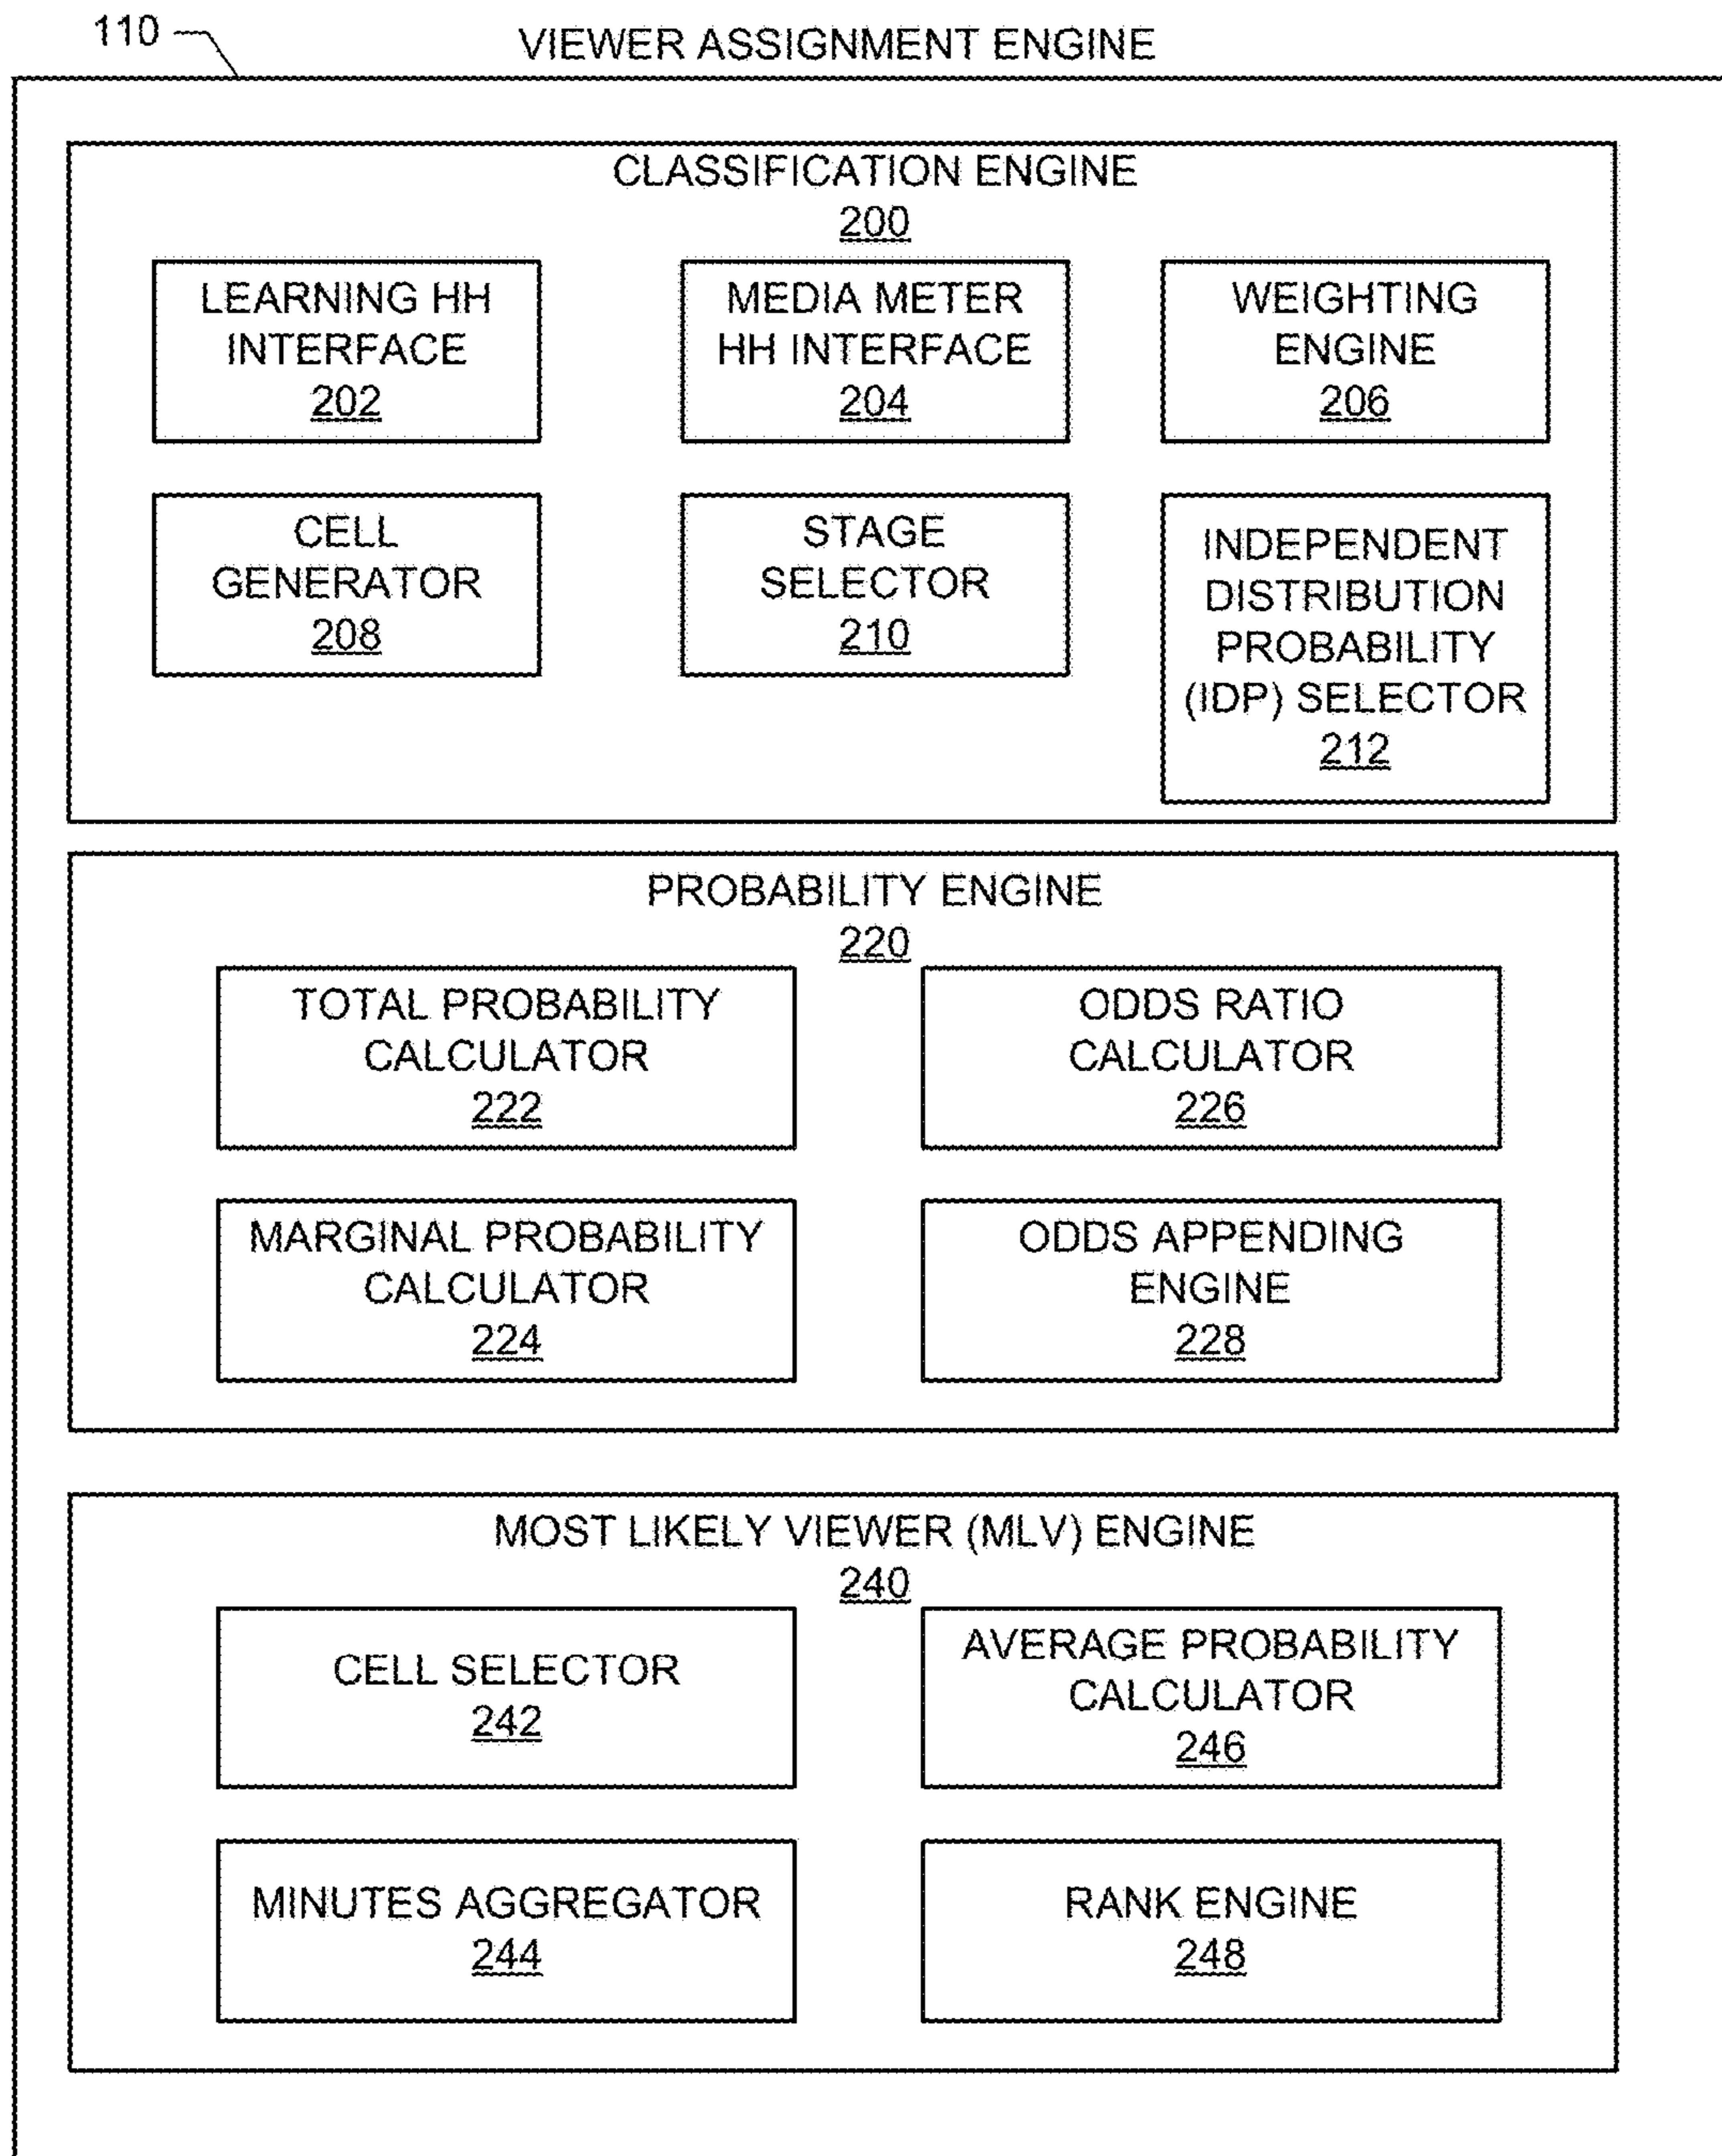 110
VIEWER ASSIGNMENT ENGINE
CLASSIFICATION ENGINE
200
LEARNING HH
INTERFACE
202
MEDIA METER
HH INTERFACE
204
WEIGHTING
ENGINE
206
CELL
GENERATOR
208
STAGE
SELECTOR
210
INDEPENDENT
DISTRIBUTION
PROBABILITY
(IDP) SELECTOR
212
PROBABILITY ENGINE
220
TOTAL PROBABILITY
CALCULATOR
222
ODDS RATIO
CALCULATOR
226
MARGINAL PROBABILITY
CALCULATOR
224
ODDS APPENDING
ENGINE
228
MOST LIKELY VIEWER (MLV) ENGINE
240
CELL SELECTOR
242
AVERAGE PROBABILITY
CALCULATOR
246
MINUTES AGGREGATOR
244
RANK ENGINE
248